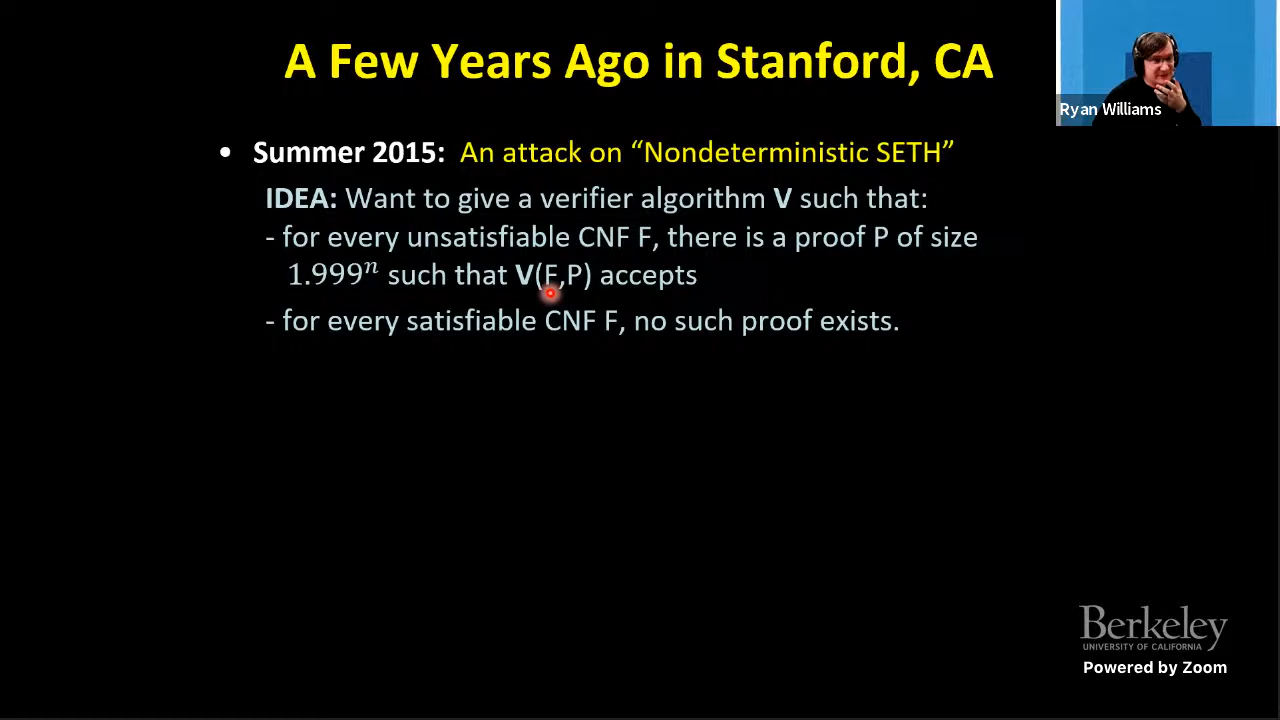 A Few Years Ago in Stanford, CA
Ryan Williams
• Summer 2015: An attack on “Nondeterministic SETH”
IDEA: Want to give a verifier algorithm V such that:
- for every unsatisfiable CNF F, there is a proof P of size
1.999ⁿ such that V(F,P) accepts
- for every satisfiable CNF F, no such proof exists.
Berkeley
UNIVERSITY OF CALIFORNIA
Powered by Zoom